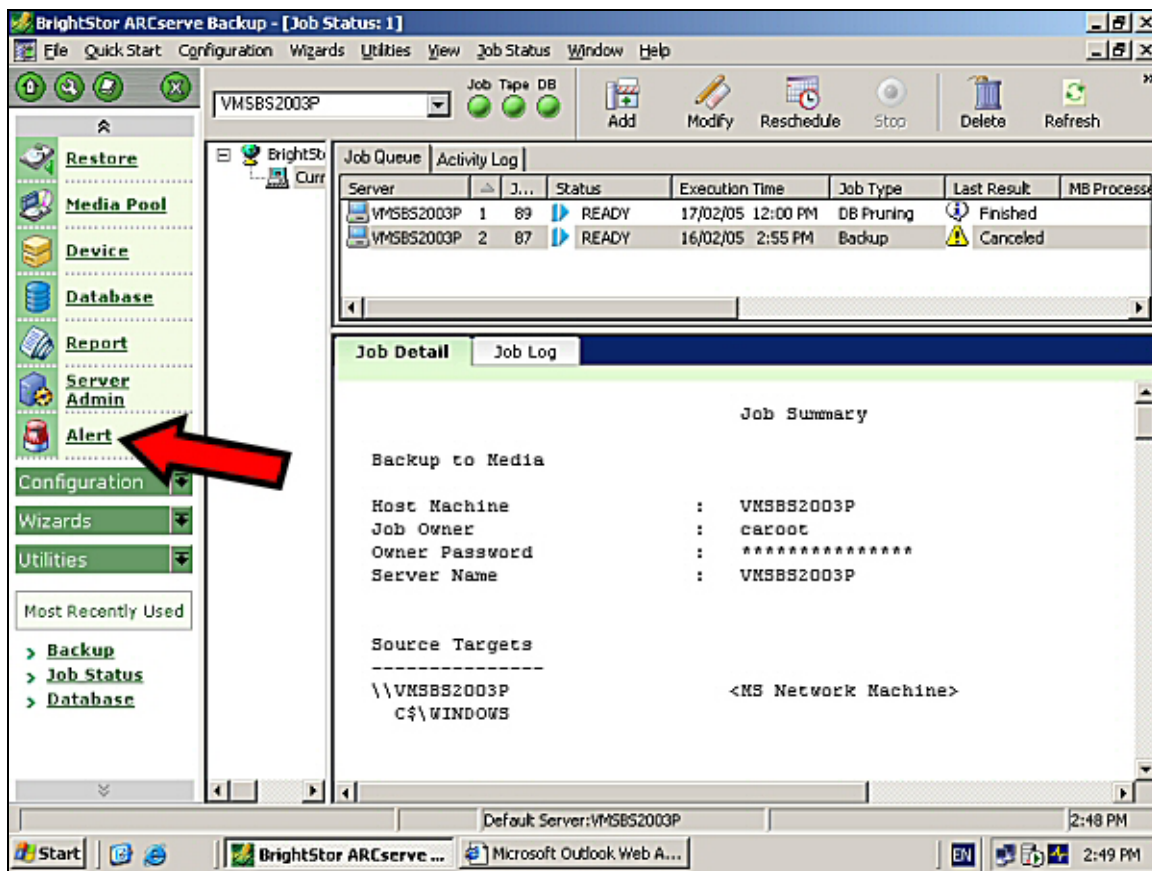 BrightStor ARCserve Backup - [Job Status: 1]
File Quick Start Configuration Wizards Utilities View Job Status Window Help
VMSBS2003P
Job Tape DB
Add Modify Reschedule Stop Delete Refresh
Restore
Media Pool
Device
Database
Report
Server
Admin
Alert
Configuration
Wizards
Utilities
Most Recently Used
Backup
Job Status
Database
BrightSt
Curr
Job Queue Activity Log
Server J... Status Execution Time Job Type Last Result MB Processe
VMSBS2003P 1 89 READY 17/02/05 12:00 PM DB Pruning Finished
VMSBS2003P 2 87 READY 16/02/05 2:55 PM Backup Canceled
Job Detail Job Log
Job Summary
Backup to Media
Host Machine : VMSBS2003P
Job Owner : caroot
Owner Password : ***************
Server Name : VMSBS2003P
Source Targets
---------------
\\VMSBS2003P <MS Network Machine>
C$\WINDOWS
Default Server:VMSBS2003P 2:48 PM
Start BrightStor ARCserve ... Microsoft Outlook Web A... EN 2:49 PM